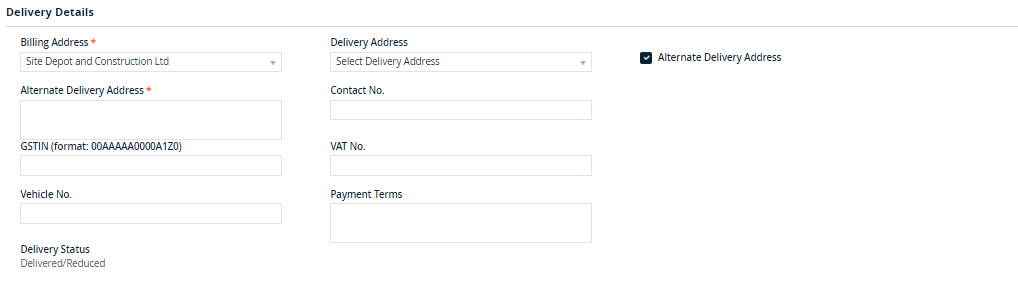 Delivery Details
Billing Address *
Delivery Address
Site Depot and Construction Ltd
Select Delivery Address
Alternate Delivery Address
Alternate Delivery Address *
Contact No.
GSTIN (format: 00AAAAA0000A1Z0)
VAT No.
Vehicle No.
Payment Terms
Delivery Status
Delivered/Reduced